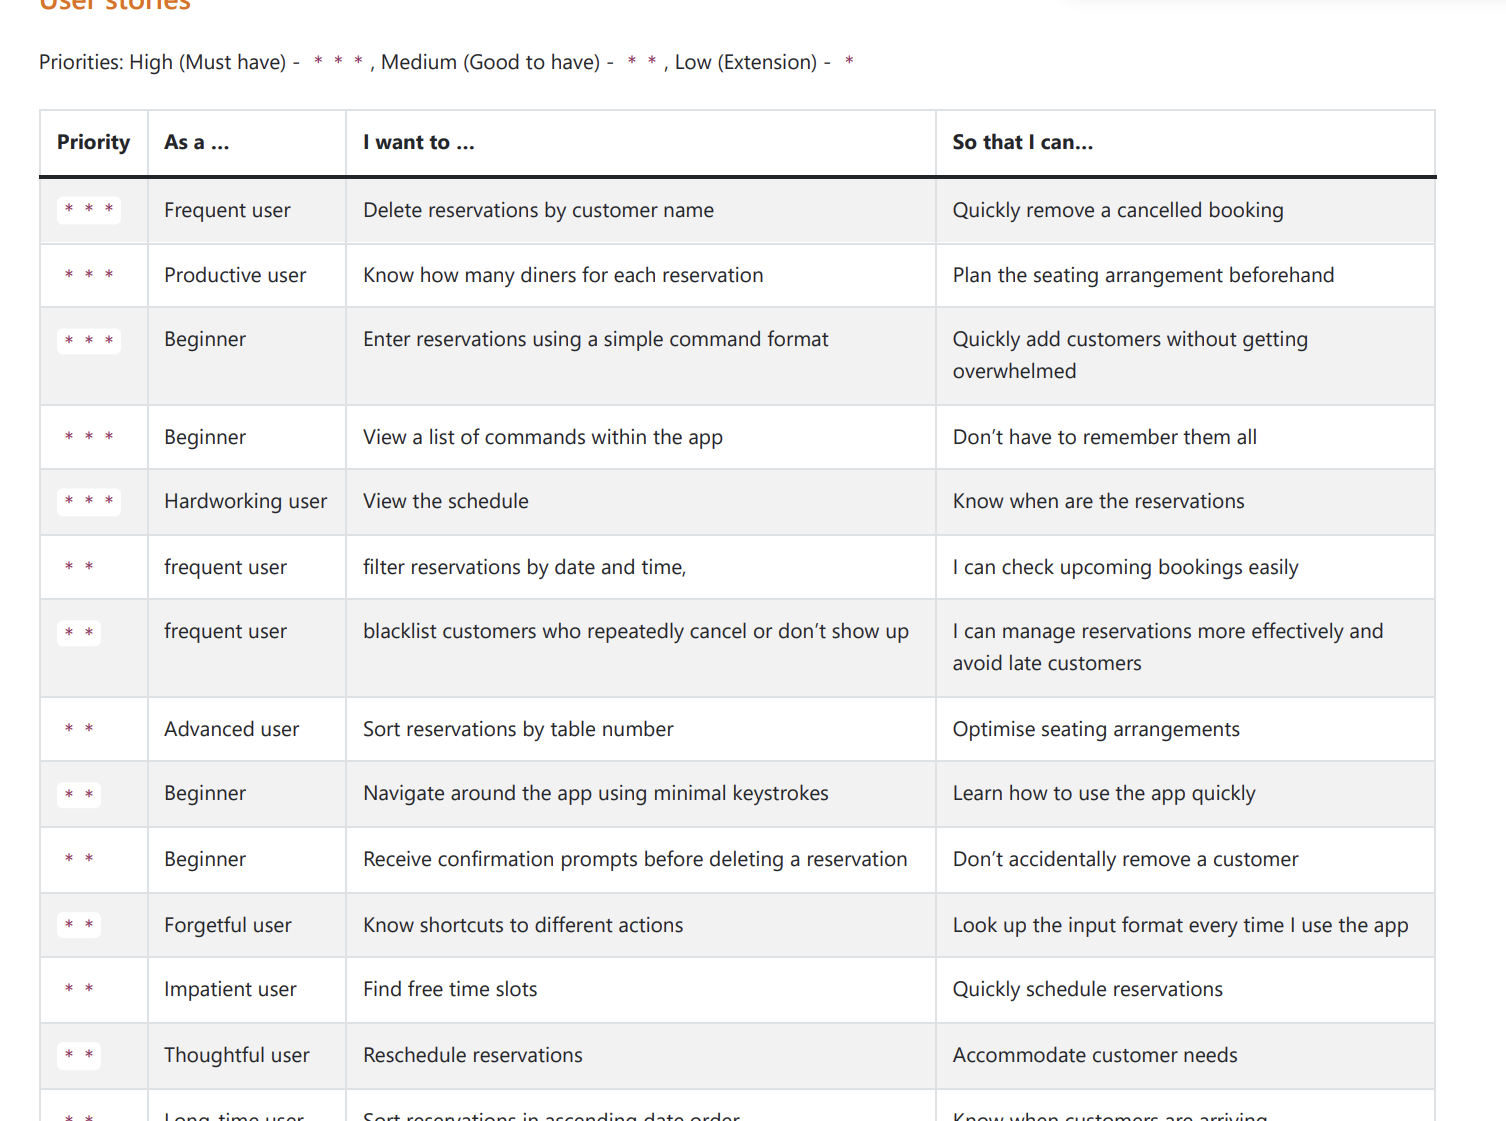 User stories
Priorities: High (Must have) - * * * , Medium (Good to have) - * * , Low (Extension) - *
Priority As a ... I want to ... So that I can...
* * * Frequent user Delete reservations by customer name Quickly remove a cancelled booking
* * * Productive user Know how many diners for each reservation Plan the seating arrangement beforehand
* * * Beginner Enter reservations using a simple command format Quickly add customers without getting
overwhelmed
* * * Beginner View a list of commands within the app Don’t have to remember them all
* * * Hardworking user View the schedule Know when are the reservations
* * frequent user filter reservations by date and time, I can check upcoming bookings easily
* * frequent user blacklist customers who repeatedly cancel or don’t show up I can manage reservations more effectively and
avoid late customers
* * Advanced user Sort reservations by table number Optimise seating arrangements
* * Beginner Navigate around the app using minimal keystrokes Learn how to use the app quickly
* * Beginner Receive confirmation prompts before deleting a reservation Don’t accidentally remove a customer
* * Forgetful user Know shortcuts to different actions Look up the input format every time I use the app
* * Impatient user Find free time slots Quickly schedule reservations
* * Thoughtful user Reschedule reservations Accommodate customer needs
* * Long-time user Sort reservations in ascending date order Know when customers are arriving